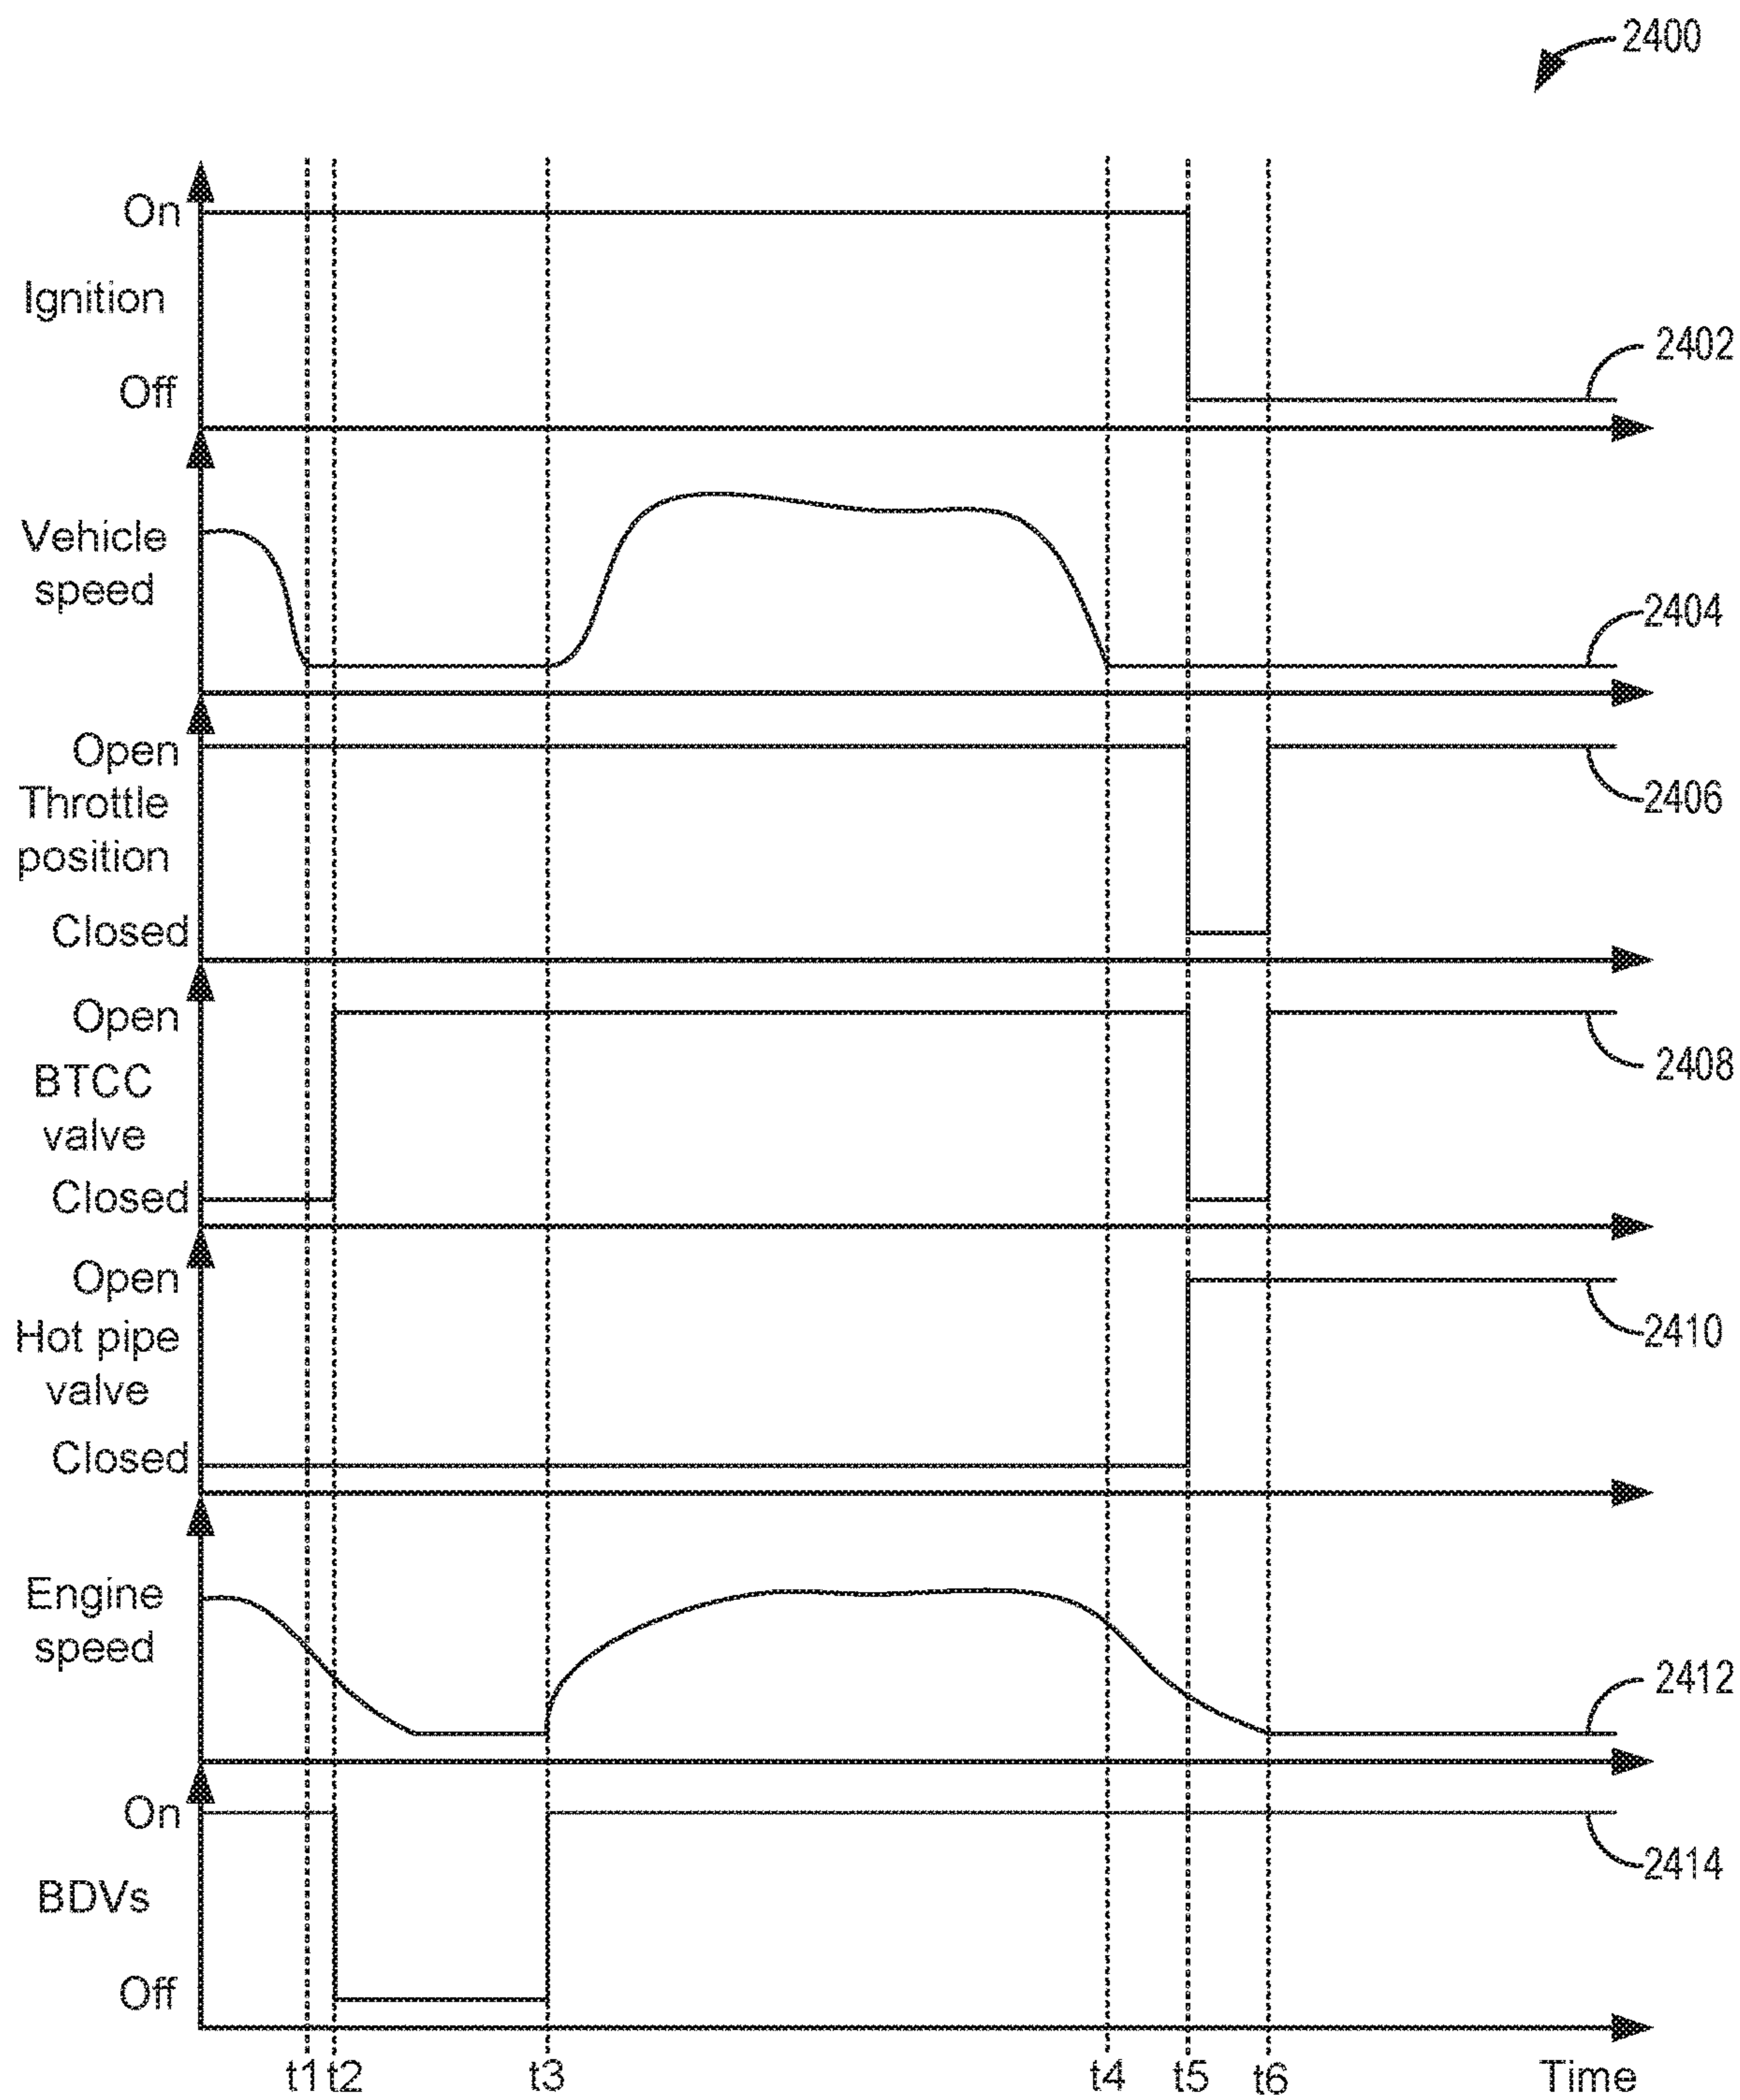 2400
On
Ignition
Off
2402
Vehicle
speed
2404
Open
Throttle
position
Closed
2406
Open
BTCC
valve
Closed
2408
Open
Hot pipe
valve
Closed
2410
Engine
speed
2412
On
BDVs
Off
2414
t1 t2 t3 t4 t5 t6 Time